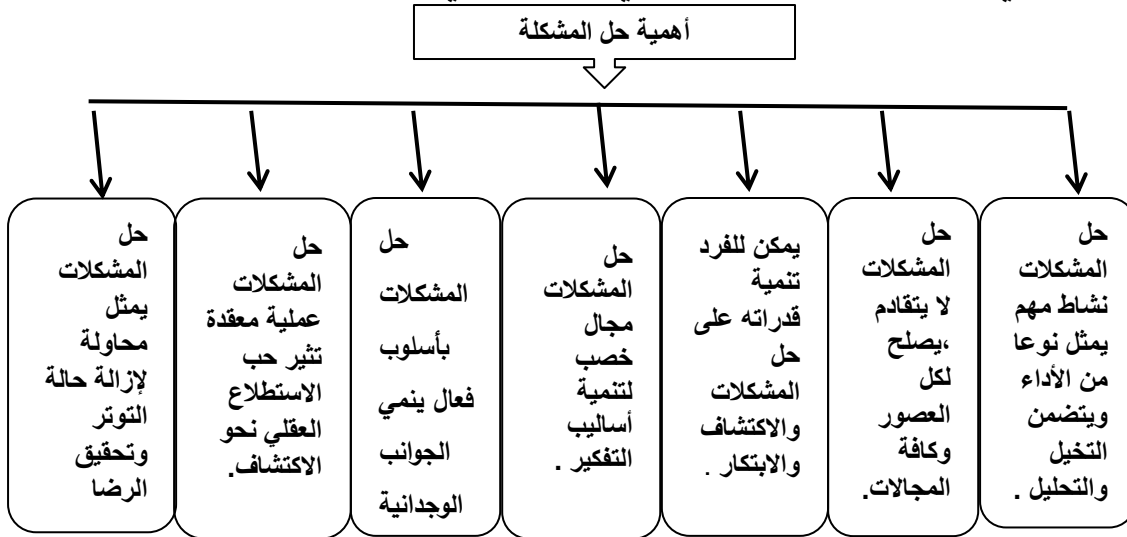 أهمية حل المشكلة
حل
المشكلات
نشاط مهم
يمثل نوعا
من الأداء
ويتضمن
التخيل
والتحليل .
حل
المشكلات
لا يتقادم
،يصلح
لكل
العصور
وكافة
المجالات.
يمكن للفرد
تنمية
قدراته على
حل
المشكلات
والاكتشاف
والابتكار .
حل
المشكلات
مجال
خصب
لتنمية
أساليب
التفكير .
حل
المشكلات
بأسلوب
فعال ينمي
الجوانب
الوجدانية
حل
المشكلات
عملية معقدة
تثير حب
الاستطلاع
العقلي نحو
الاكتشاف.
حل
المشكلات
يمثل
محاولة
لإزالة حالة
التوتر
وتحقيق
الرضا